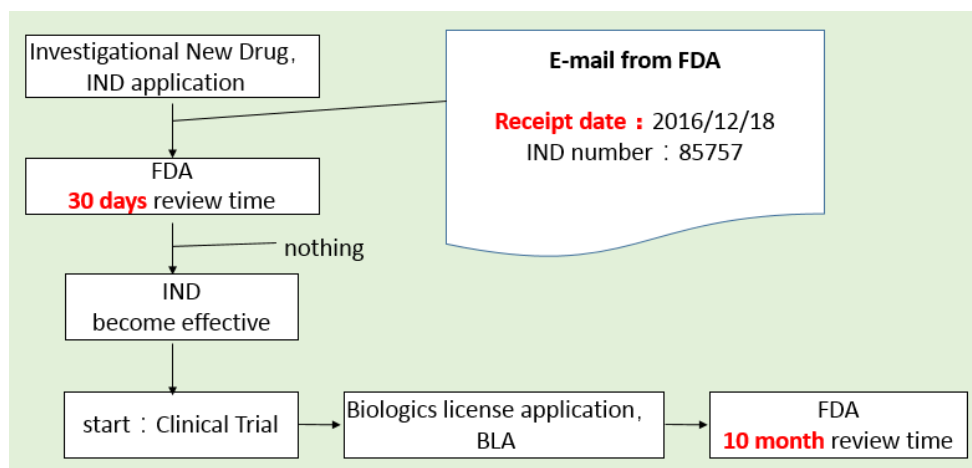 Investigational New Drug,
IND application
E-mail from FDA
Receipt date：2016/12/18
IND number：85757
FDA
30 days review time
nothing
IND
become effective
start：Clinical Trial
Biologics license application,
BLA
FDA
10 month review time